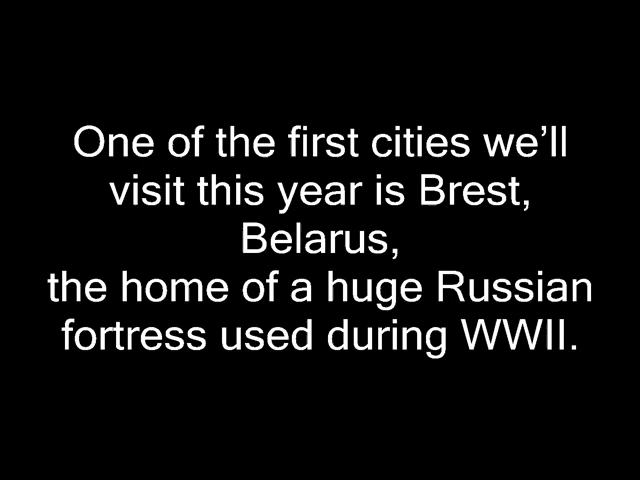 One of the first cities we’ll
visit this year is Brest,
Belarus,
the home of a huge Russian
fortress used during WWII.